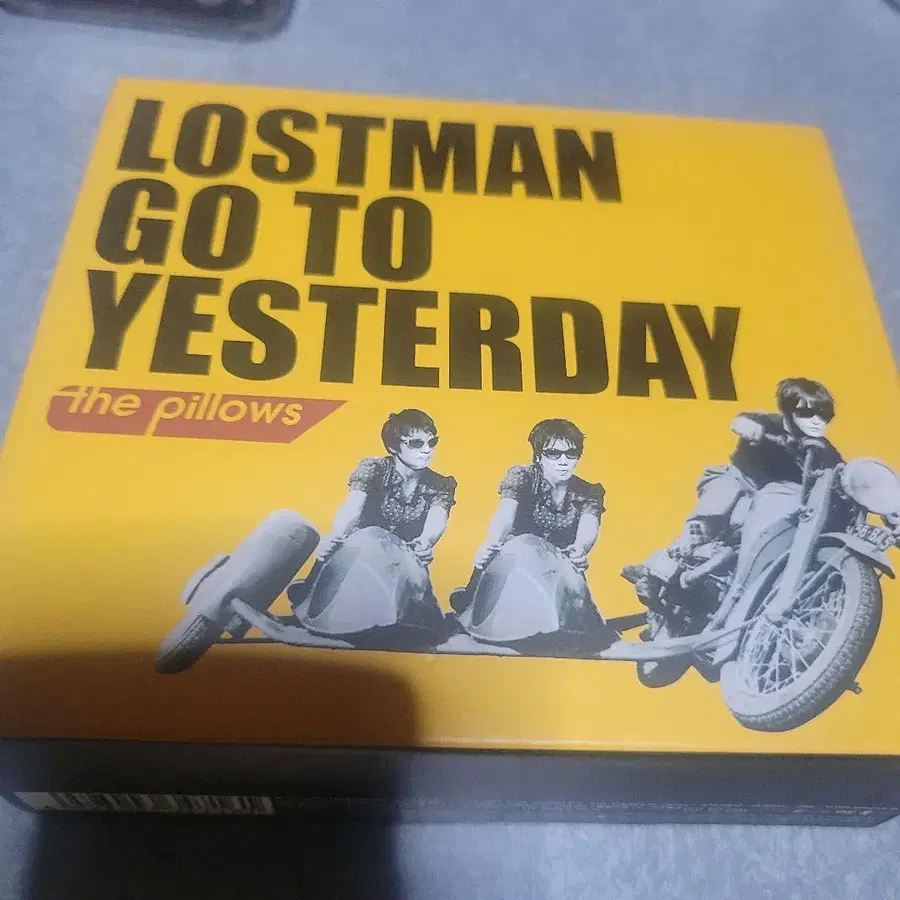 LOSTMAN
GO TO
YESTERDAY
the pillows